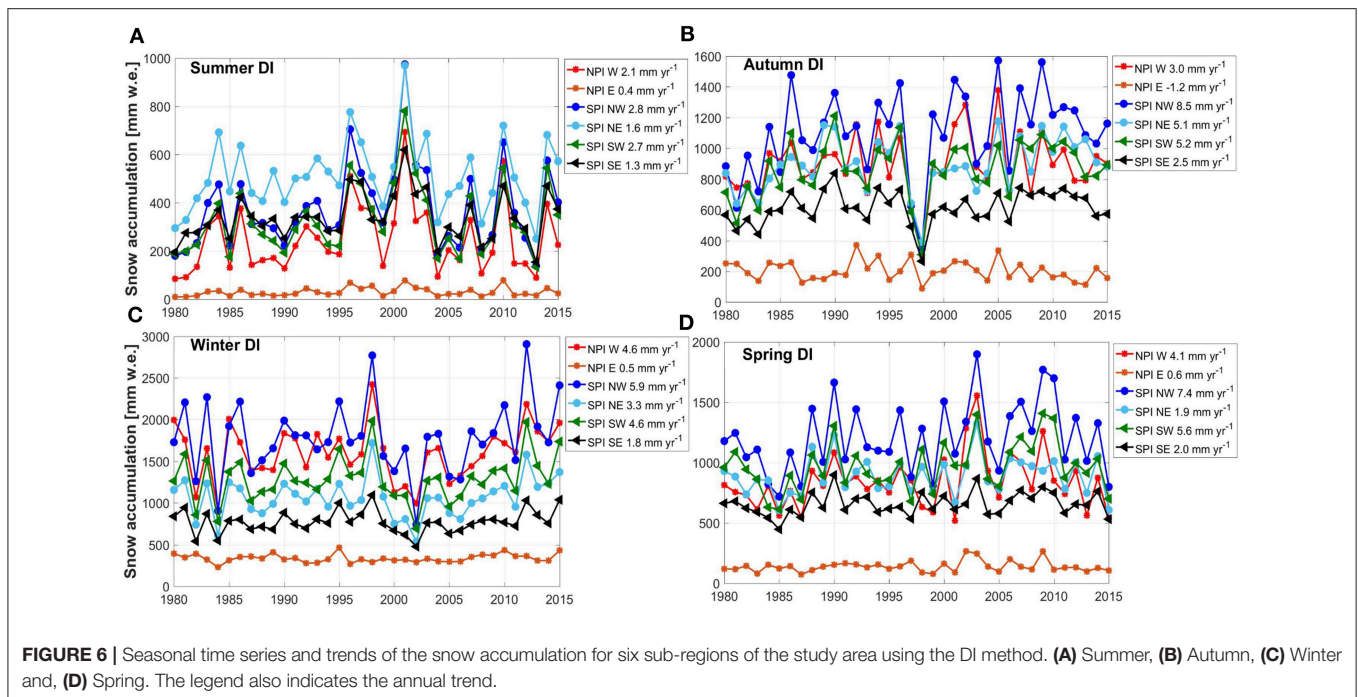 A
Summer DI
Snow accumulation [mm w.e.]
1000
800
600
400
200
0
1980 1985 1990 1995 2000 2005 2010 2015
NPI W 2.1 mm yr-1
NPI E 0.4 mm yr-1
SPI NW 2.8 mm yr-1
SPI NE 1.6 mm yr-1
SPI SW 2.7 mm yr-1
SPI SE 1.3 mm yr-1
B
Autumn DI
1600
1400
1200
1000
800
600
400
200
0
1980 1985 1990 1995 2000 2005 2010 2015
NPI W 3.0 mm yr-1
NPI E -1.2 mm yr-1
SPI NW 8.5 mm yr-1
SPI NE 5.1 mm yr-1
SPI SW 5.2 mm yr-1
SPI SE 2.5 mm yr-1
C
Winter DI
Snow accumulation [mm w.e.]
3000
2500
2000
1500
1000
500
0
1980 1985 1990 1995 2000 2005 2010 2015
NPI W 4.6 mm yr-1
NPI E 0.5 mm yr-1
SPI NW 5.9 mm yr-1
SPI NE 3.3 mm yr-1
SPI SW 4.6 mm yr-1
SPI SE 1.8 mm yr-1
D
Spring DI
2000
1500
1000
500
0
1980 1985 1990 1995 2000 2005 2010 2015
NPI W 4.1 mm yr-1
NPI E 0.6 mm yr-1
SPI NW 7.4 mm yr-1
SPI NE 1.9 mm yr-1
SPI SW 5.6 mm yr-1
SPI SE 2.0 mm yr-1
FIGURE 6 | Seasonal time series and trends of the snow accumulation for six sub-regions of the study area using the DI method. (A) Summer, (B) Autumn, (C) Winter
and, (D) Spring. The legend also indicates the annual trend.